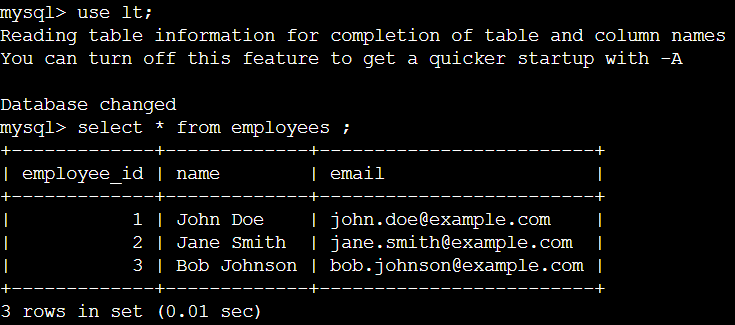 mysql> use lt;
Reading table information for completion of table and column names
You can turn off this feature to get a quicker startup with -A

Database changed
mysql> select * from employees ;
+-------------+-------------+-------------------------+
| employee_id | name        | email                   |
+-------------+-------------+-------------------------+
|           1 | John Doe    | john.doe@example.com    |
|           2 | Jane Smith  | jane.smith@example.com  |
|           3 | Bob Johnson | bob.johnson@example.com |
+-------------+-------------+-------------------------+
3 rows in set (0.01 sec)